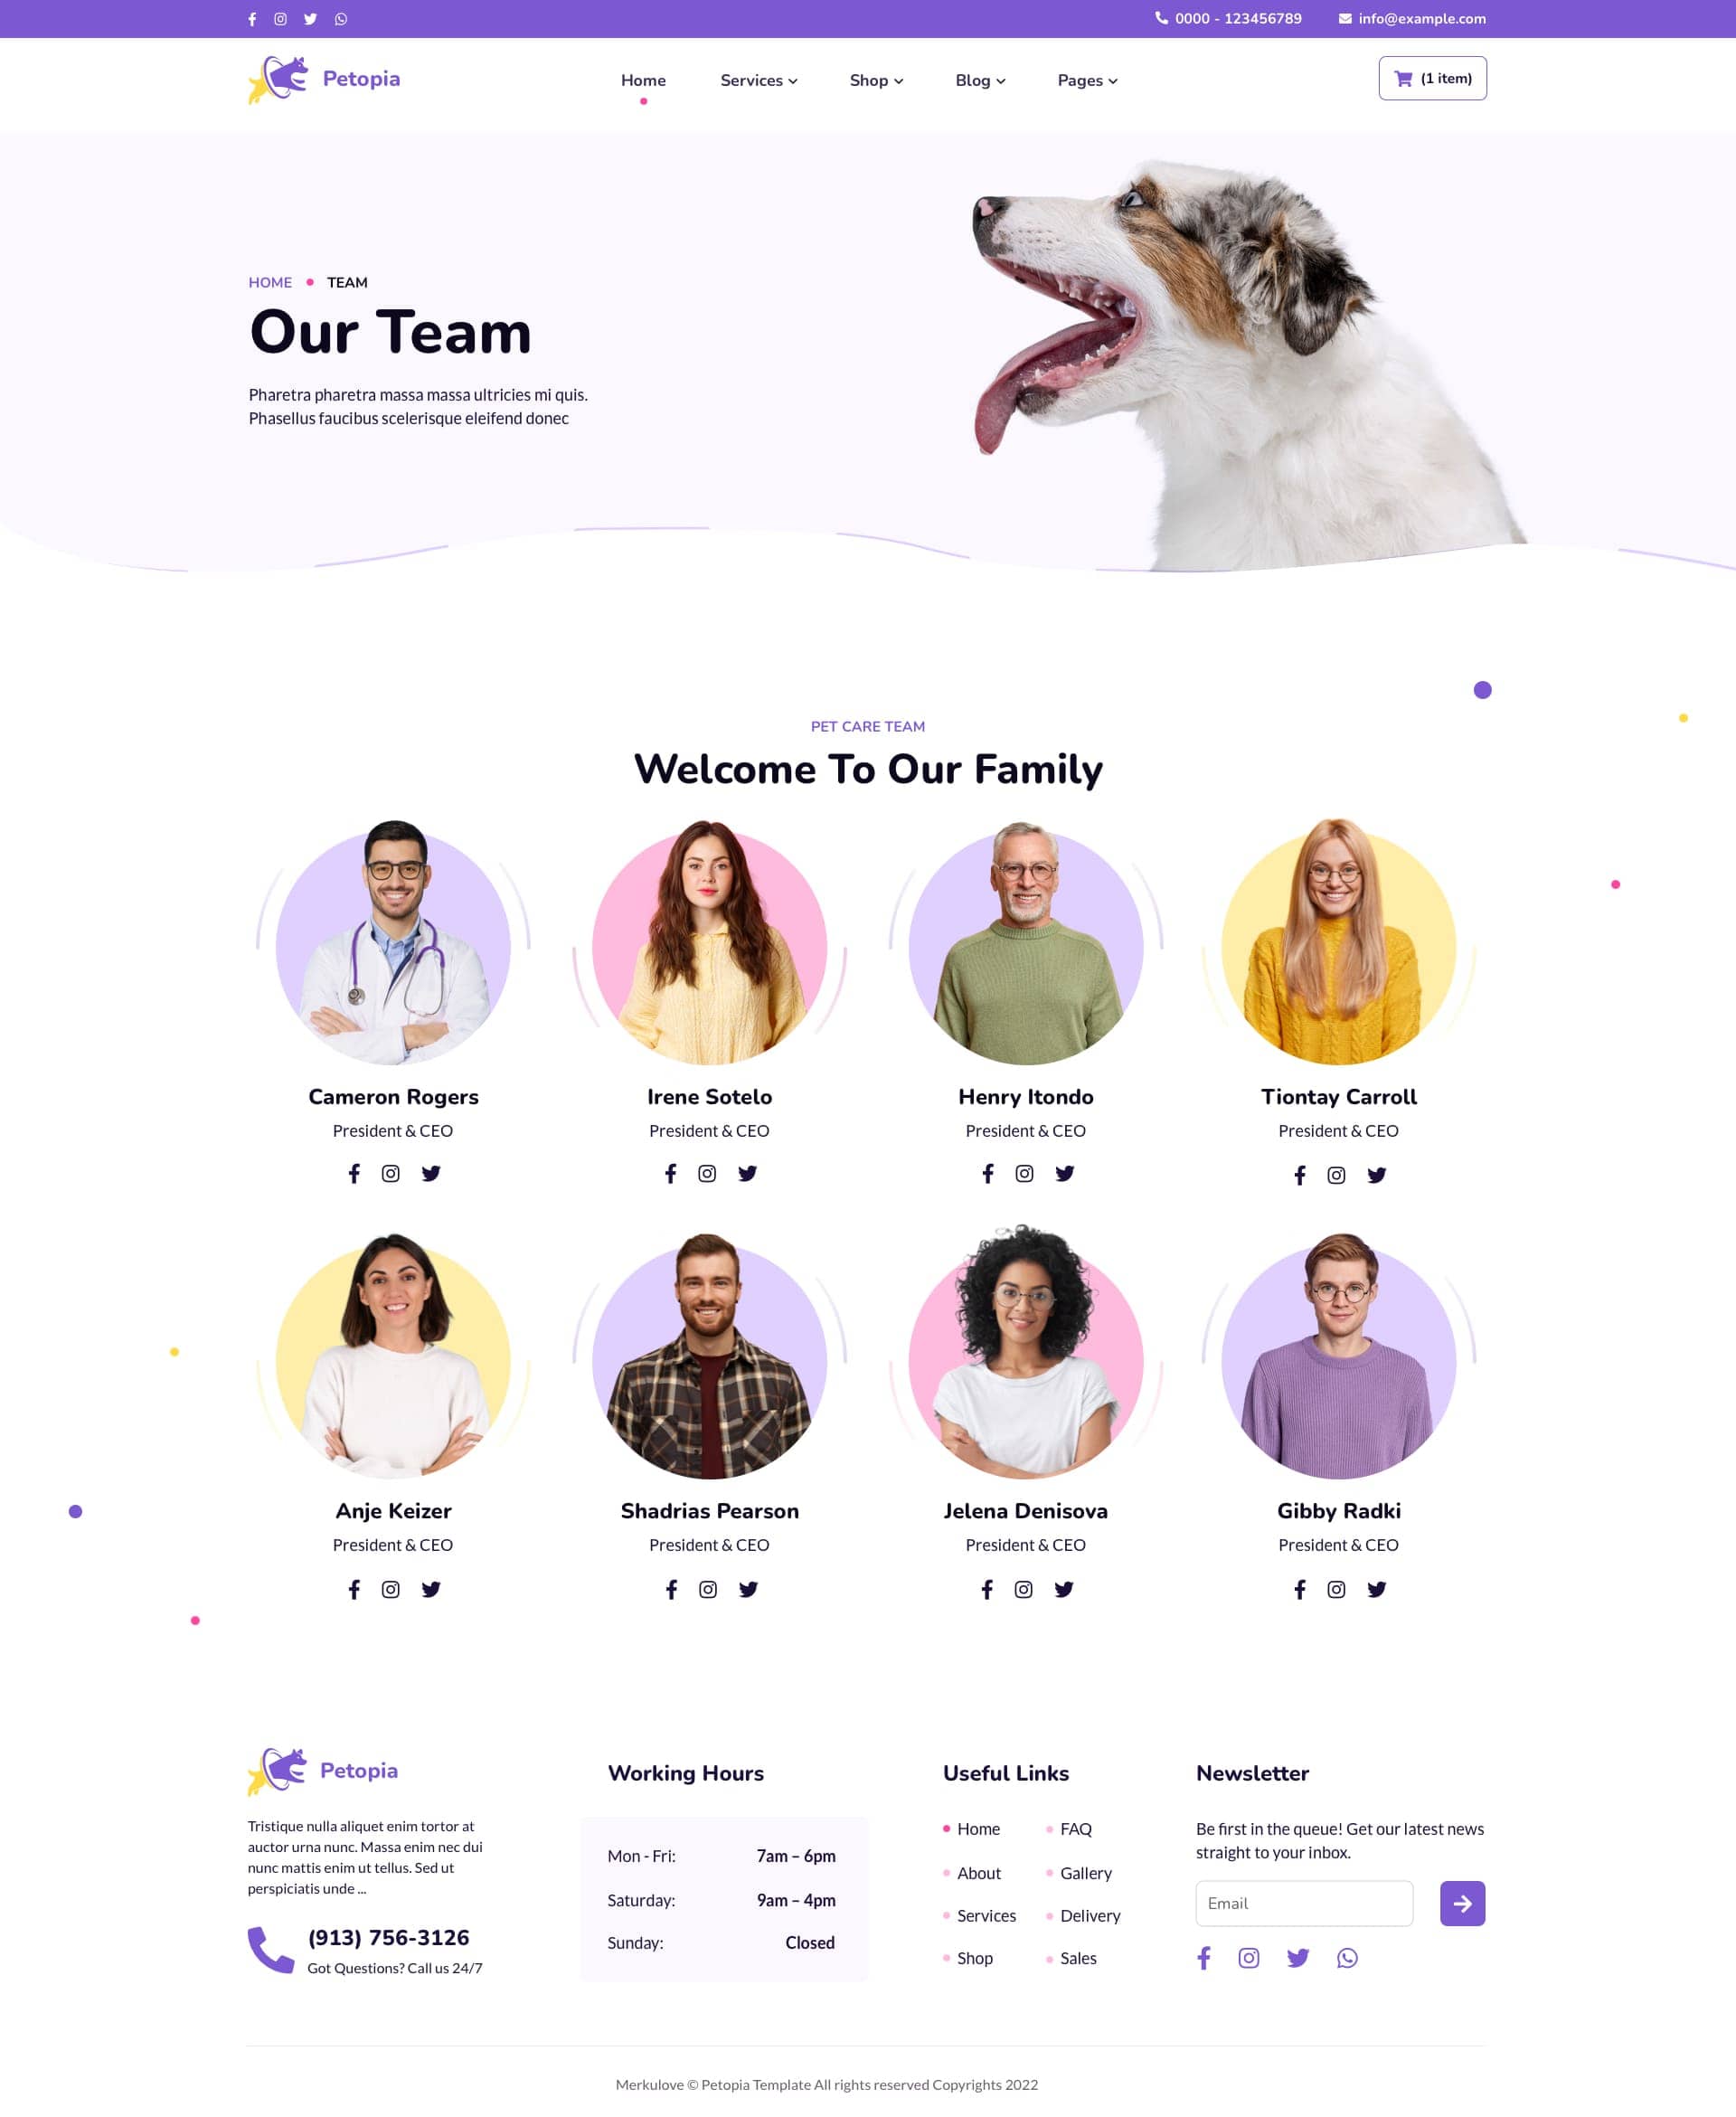 0000 - 123456789
info@example.com
Petopia
Home
Services
Shop
Blog
Pages
(1 item)
HOME
TEAM
Our Team
Pharetra pharetra massa massa ultricies mi quis.
Phasellus faucibus scelerisque eleifend donec
PET CARE TEAM
Welcome To Our Family
Cameron Rogers
President & CEO
Irene Sotelo
President & CEO
Henry Itondo
President & CEO
Tiontay Carroll
President & CEO
Anje Keizer
President & CEO
Shadrias Pearson
President & CEO
Jelena Denisova
President & CEO
Gibby Radki
President & CEO
Petopia
Tristique nulla aliquet enim tortor at
auctor urna nunc. Massa enim nec dui
nunc mattis enim ut tellus. Sed ut
perspiciatis unde ...
(913) 756-3126
Got Questions? Call us 24/7
Working Hours
Mon - Fri: 7am – 6pm
Saturday: 9am – 4pm
Sunday: Closed
Useful Links
Home
About
Services
Shop
FAQ
Gallery
Delivery
Sales
Newsletter
Be first in the queue! Get our latest news
straight to your inbox.
Email
Merkulove © Petopia Template All rights reserved Copyrights 2022